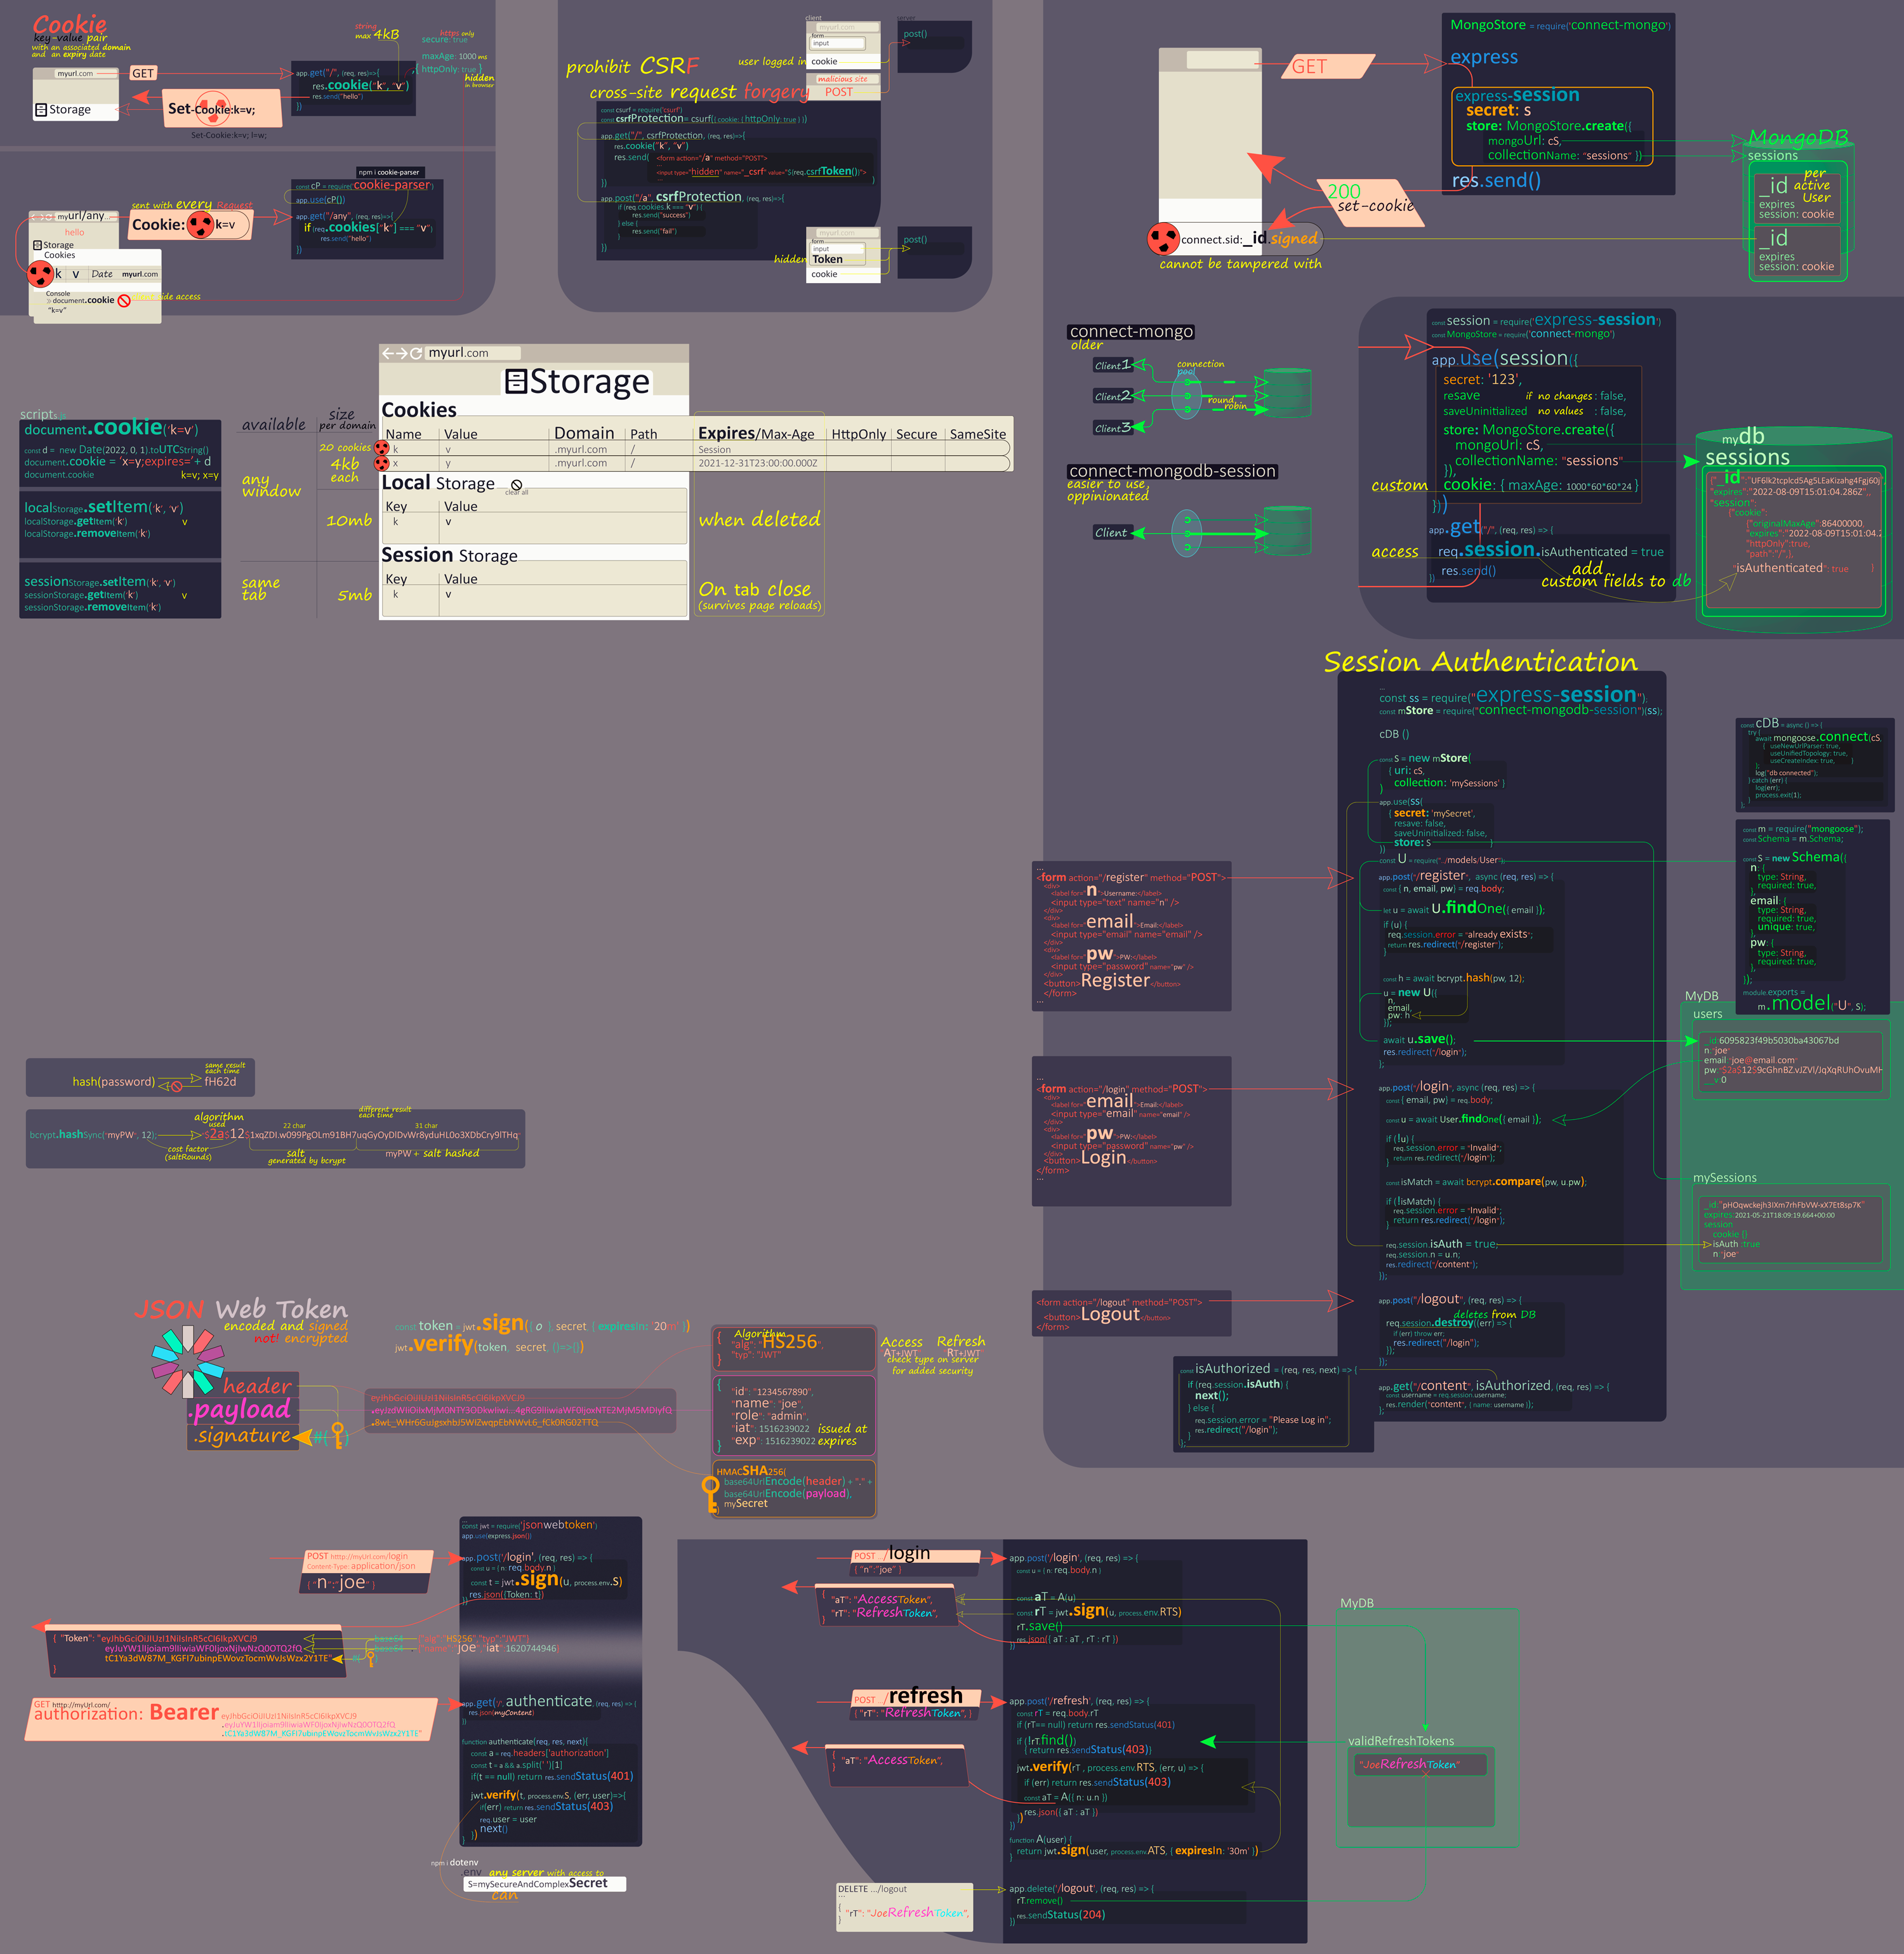 Cookie
key-value pair
with an associated domain
and an expiry date
myurl.com
GET
Storage
Set-Cookie:k=v;
Set-Cookie:k=v; l=w;
string
max 4kB
https only
secure: true
maxAge: 1000 ms
{ httpOnly: true }
hidden
in browser
app.get("/", (req, res)=>{
res.cookie("k", "v")
res.send("hello")
})
npm i cookie-parser
const cP = require('cookie-parser')
app.use(cP())
app.get("/any", (req, res)=>{
if (req.cookies["k"] === "v")
res.send("hello")
})
sent with every Request
Cookie: k=v
myurl/any...
hello
Storage
Cookies
k v Date myurl.com
Console
> document.cookie
"k=v"
side access
prohibit CSRF
cross-site request forgery
client
server
myurl.com
form
input
cookie
user logged in
post()
malicious site
POST
const csurf = require('csurf')
const csrfProtection= csurf({ cookie: { httpOnly: true } })
app.get("/", csrfProtection, (req, res)=>{
res.cookie("k", "v")
res.send(
<form action="/a" method="POST">
...
<input type="hidden" name="_csrf" value="${req.csrfToken()}">
})
app.post("/a", csrfProtection, (req, res)=>{
if (req.cookies.k === "v") {
res.send("success")
} else {
res.send("fail")
}
})
form
input
hidden Token
cookie
post()
GET
200
set-cookie
connect.sid:_id.signed
cannot be tampered with
MongoStore = require('connect-mongo')
express
express-session
secret: s
store: MongoStore.create({
mongoUrl: cS,
collectionName: "sessions" })
res.send()
MongoDB
sessions
_id
expires
session: cookie
per
active
User
_id
expires
session: cookie
connect-mongo
older
Client1
Client2
Client3
connection
pool
round
robin
connect-mongodb-session
easier to use,
oppinionated
Client
const session = require('express-session')
const MongoStore = require('connect-mongo')
app.use(session({
secret: '123',
resave if no changes : false,
saveUninitialized no values : false,
store: MongoStore.create({
mongoUrl: cS,
collectionName: "sessions"
}),
custom cookie: { maxAge: 1000*60*60*24 }
}))
app.get("/", (req, res) => {
access req.session.isAuthenticated = true
res.send()
})
add
custom fields to db
mydb
sessions
{"_id":"UF6lk2tcplcd5Ag5LEaKizahg4Fgj60j"
"expires":"2022-08-09T15:01:04.286Z",
"session":
{"cookie":
{"originalMaxAge":86400000,
"expires":"2022-08-09T15:01:04.2
"httpOnly":true,
"path":"/",},
"isAuthenticated": true }
scripts.js
document.cookie('k=v')
const d = new Date(2022, 0, 1).toUTCString()
document.cookie = 'x=y;expires='+ d
document.cookie k=v; x=y
localStorage.setItem('k', 'v')
localStorage.getItem('k') v
localStorage.removeItem('k')
sessionStorage.setItem('k', 'v')
sessionStorage.getItem('k') v
sessionStorage.removeItem('k')
available
size
per domain
any
window
20 cookies
4kb
each
10mb
same
tab
5mb
myurl.com
Storage
Cookies
Name Value Domain Path Expires/Max-Age HttpOnly Secure SameSite
k v .myurl.com / Session
x y .myurl.com / 2021-12-31T23:00:00.000Z
Local Storage
clear all
Key Value
k v
when deleted
Session Storage
Key Value
k v
On tab close
(survives page reloads)
Session Authentication
...
const ss = require("express-session");
const mStore = require("connect-mongodb-session")(ss);
cDB ()
const S = new mStore(
{ uri: cS,
collection: 'mySessions' }
)
app.use(ss(
{ secret: 'mySecret',
resave: false,
saveUninitialized: false,
store: S }
))
const U = require("../models/User");
app.post("/register", async (req, res) => {
const { n, email, pw} = req.body;
let u = await U.findOne({ email });
if (u) {
req.session.error = "already exists";
return res.redirect("/register");
}
const h = await bcrypt.hash(pw, 12);
u = new U({
n,
email,
pw: h
});
await u.save();
res.redirect("/login");
};
app.post("/login", async (req, res) => {
const { email, pw} = req.body;
const u = await User.findOne({ email });
if (!u) {
req.session.error = "Invalid";
return res.redirect("/login");
}
const isMatch = await bcrypt.compare(pw, u.pw);
if (!isMatch) {
req.session.error = "Invalid";
return res.redirect("/login");
}
req.session.isAuth = true;
req.session.n = u.n;
res.redirect("/content");
});
app.post("/logout", (req, res) => {
deletes from DB
req.session.destroy((err) => {
if (err) throw err;
res.redirect("/login");
});
});
app.get("/content", isAuthorized, (req, res) => {
const username = req.session.username;
res.render("content", { name: username });
const isAuthorized = (req, res, next) => {
if (req.session.isAuth) {
next();
} else {
req.session.error = "Please Log in";
res.redirect("/login");
}
};
const cDB = async () => {
try {
await mongoose.connect(cS,
{ useNewUrlParser: true,
useUnifiedTopology: true,
useCreateIndex: true, }
);
log("db connected");
} catch (err) {
log(err);
process.exit(1);
}
};
const m = require("mongoose");
const Schema = m.Schema;
const S = new Schema({
n: {
type: String,
required: true,
},
email: {
type: String,
required: true,
unique: true,
},
pw: {
type: String,
required: true,
},
});
module.exports =
m.model("U", S);
MyDB
users
_id:6095823f49b5030ba43067bd
n:"joe"
email:"joe@email.com"
pw:"$2a$12$9cGhnBZ.vJZVl/JqXqRUhOvuMH
__v:0
mySessions
_id:"pHOqwckejh3IXm7rhFbVW-xX7Et8sp7K"
expires:2021-05-21T18:09:19.664+00:00
session
cookie {}
isAuth :true
n:"joe"
...
<form action="/register" method="POST">
<div>
<label for="n">Username:</label>
<input type="text" name="n" />
</div>
<div>
<label for="email">Email:</label>
<input type="email" name="email" />
</div>
<div>
<label for="pw">PW:</label>
<input type="password" name="pw" />
</div>
<button>Register</button>
</form>
...
...
<form action="/login" method="POST">
<div>
<label for="email">Email:</label>
<input type="email" name="email" />
</div>
<div>
<label for="pw">PW:</label>
<input type="password" name="pw" />
</div>
<button>Login</button>
</form>
...
<form action="/logout" method="POST">
<button>Logout</button>
</form>
hash(password) fH62d
same result
each time
bcrypt.hashSync("myPW", 12);
algorithm
used
different result
each time
22 char
31 char
cost factor
(saltRounds)
salt
generated by bcrypt
myPW + salt hashed
JSON Web Token
encoded and signed
not! encrypted
header
.payload
.signature
#( )
const token = jwt.sign({ o }, secret, { expiresIn: '20m' })
jwt.verify(token, secret, ()=>{})
{ Algorithm
"alg": "HS256",
"typ": "JWT"
}
{
"id": "1234567890",
"name": "joe",
"role": "admin",
"iat": 1516239022 issued at
"exp": 1516239022 expires
}
HMACSHA256(
base64UrlEncode(header) + "." +
base64UrlEncode(payload),
mySecret
)
Access Refresh
AT+JWT RT+JWT
check type on server
for added security
const jwt = require('jsonwebtoken')
app.use(express.json())
app.post('/login', (req, res) => {
const u = { n: req.body.n }
const t = jwt.sign(u, process.env.S)
res.json({Token: t})
})
POST http://myUrl.com/login
Content-Type: application/json
{ "n":"joe" }
{ "Token": "eyJhbGciOiJIUzI1NiIsInR5cCI6IkpXVCJ9
}
GET http://myUrl.com/
authorization: Bearer
app.get('/', authenticate, (req, res) => {
res.json(myContent)
})
function authenticate(req, res, next){
const a = req.headers['authorization']
const t = a && a.split(' ')[1]
if(t == null) return res.sendStatus(401)
jwt.verify(t, process.env.S, (err, user)=>{
if(err) return res.sendStatus(403)
req.user = user
next()
})
}
npm i dotenv
.env any server with access to
S=mySecureAndComplexSecret
can
POST .../login
{ "n":"joe" }
{ "aT": "AccessToken",
"rT": "RefreshToken",
}
app.post('/login', (req, res) => {
const u = { n: req.body.n }
const aT = A(u)
const rT = jwt.sign(u, process.env.RTS)
rT.save()
res.json({ aT : aT , rT : rT })
})
POST .../refresh
{ "rT": "RefreshToken", }
{ "aT": "AccessToken",
}
app.post('/refresh', (req, res) => {
const rT = req.body.rT
if (rT== null) return res.sendStatus(401)
if (!rT.find())
{ return res.sendStatus(403)}
jwt.verify(rT , process.env.RTS, (err, u) => {
if (err) return res.sendStatus(403)
const aT = A({ n: u.n })
res.json({ aT : aT })
})
})
function A(user) {
return jwt.sign(user, process.env.ATS, { expiresIn: '30m' })
}
DELETE .../logout
...
{ "rT": "JoeRefreshToken",
}
app.delete('/logout', (req, res) => {
rT.remove()
res.sendStatus(204)
})
MyDB
validRefreshTokens
"JoeRefreshToken"